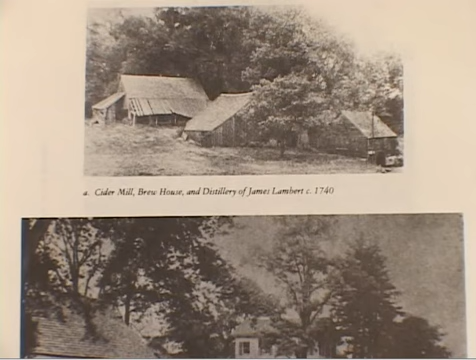 a. Cider Mill, Brew House, and Distillery of James Lambert c. 1740